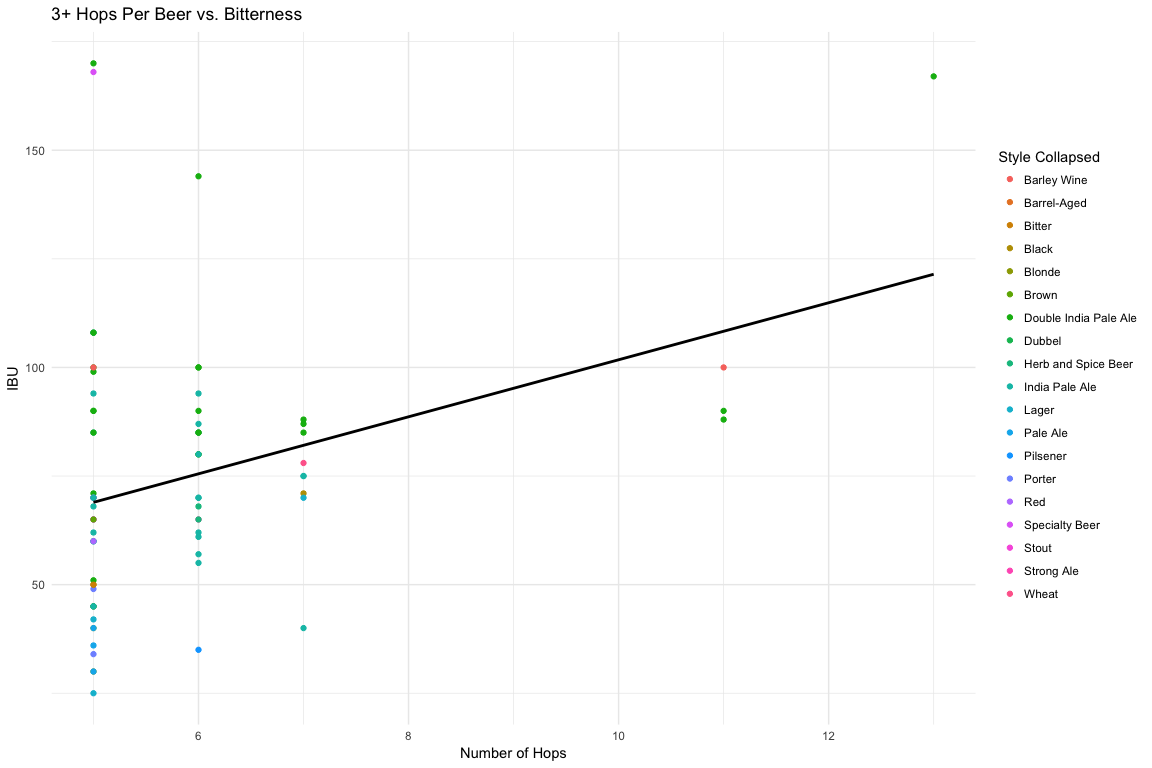 3+ Hops Per Beer vs. Bitterness
150
100
50
IBU
6
8
10
12
Number of Hops
Style Collapsed
Barley Wine
Barrel-Aged
Bitter
Black
Blonde
Brown
Double India Pale Ale
Dubbel
Herb and Spice Beer
India Pale Ale
Lager
Pale Ale
Pilsener
Porter
Red
Specialty Beer
Stout
Strong Ale
Wheat